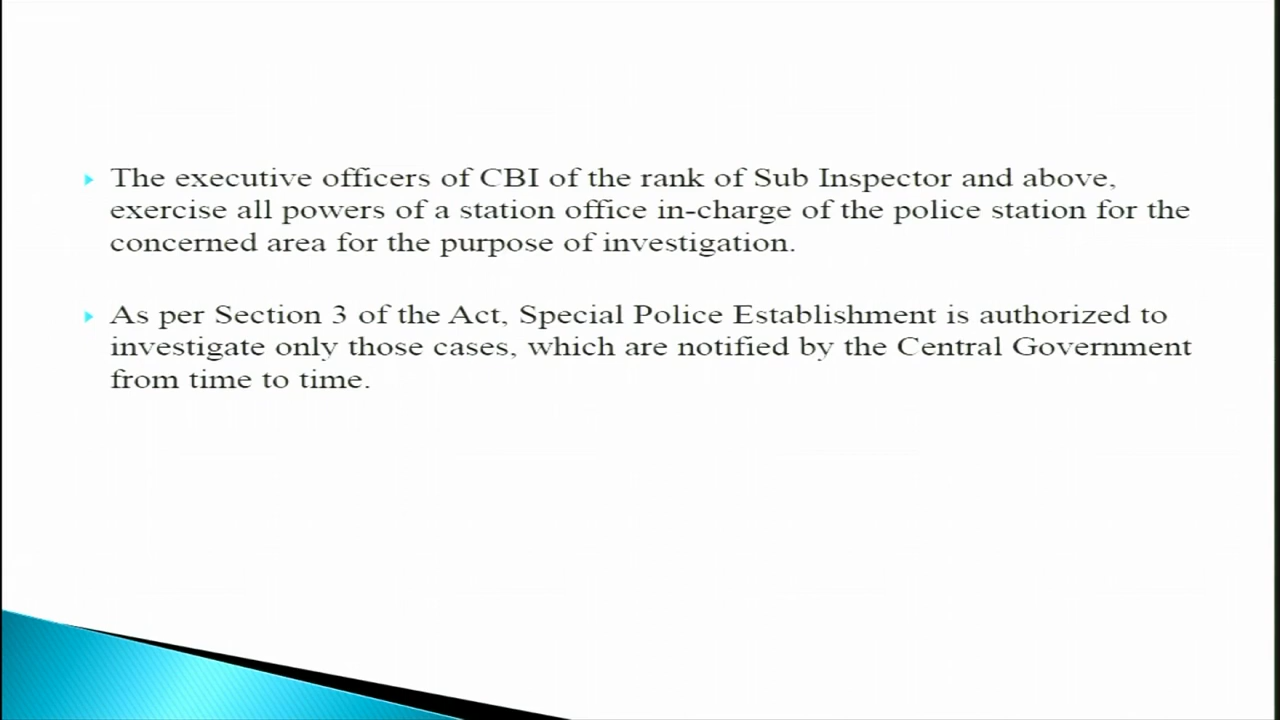 The executive officers of CBI of the rank of Sub Inspector and above,
exercise all powers of a station office in-charge of the police station for the
concerned area for the purpose of investigation.
As per Section 3 of the Act, Special Police Establishment is authorized to
investigate only those cases, which are notified by the Central Government
from time to time.